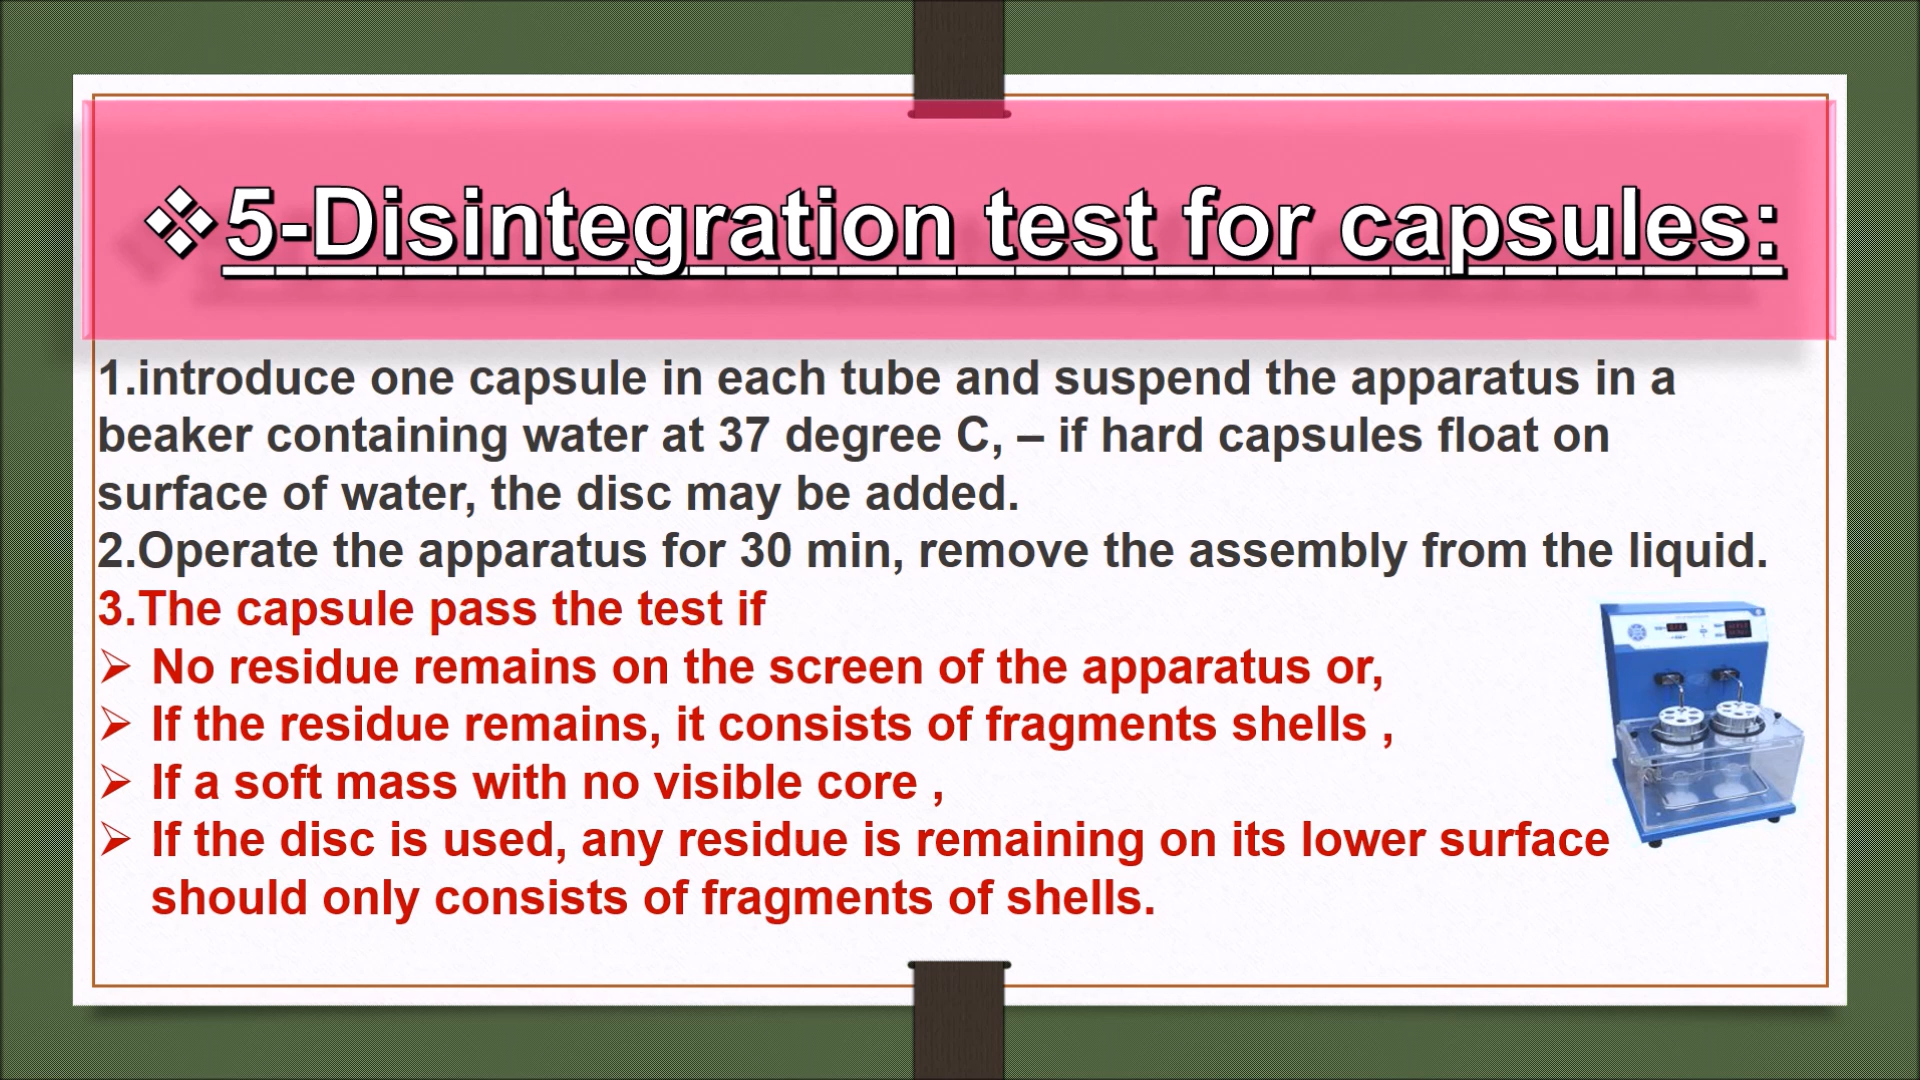 ❖5-Disintegration test for capsules:
1.introduce one capsule in each tube and suspend the apparatus in a
beaker containing water at 37 degree C, – if hard capsules float on
surface of water, the disc may be added.
2.Operate the apparatus for 30 min, remove the assembly from the liquid.
3.The capsule pass the test if
➢ No residue remains on the screen of the apparatus or,
➢ If the residue remains, it consists of fragments shells ,
➢ If a soft mass with no visible core ,
➢ If the disc is used, any residue is remaining on its lower surface
should only consists of fragments of shells.